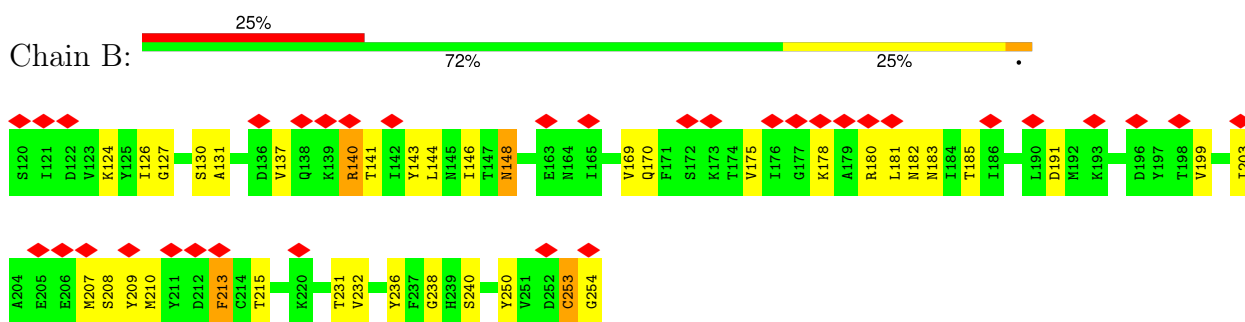 25%
Chain B:
72% 25% •
S120 I121 D122 V123 K124 Y125 I126 G127 S130 A131 D136 V137 Q138 K139 R140 T141 I142 Y143 L144 N145 I146 T147 N148 E163 N164 I165 V169 Q170 F171 S172 K173 T174 V175 I176 G177 K178 A179 R180 L181 N182 N183 I184 T185 I186 L190 D191 M192 K193 D196 Y197 T198 V199
A204 E205 E206 M207 S208 Y209 M210 Y211 D212 F213 C214 T215 K220 T231 V232 Y236 F237 G238 H239 S240 Y250 V251 D252 C253 G254